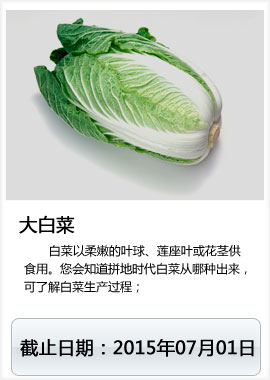 大白菜
白菜以柔嫩的叶球、莲座叶或花茎供
食用。您会知道拼地时代白菜从哪种出来，
可了解白菜生产过程；
截止日期：2015年07月01日